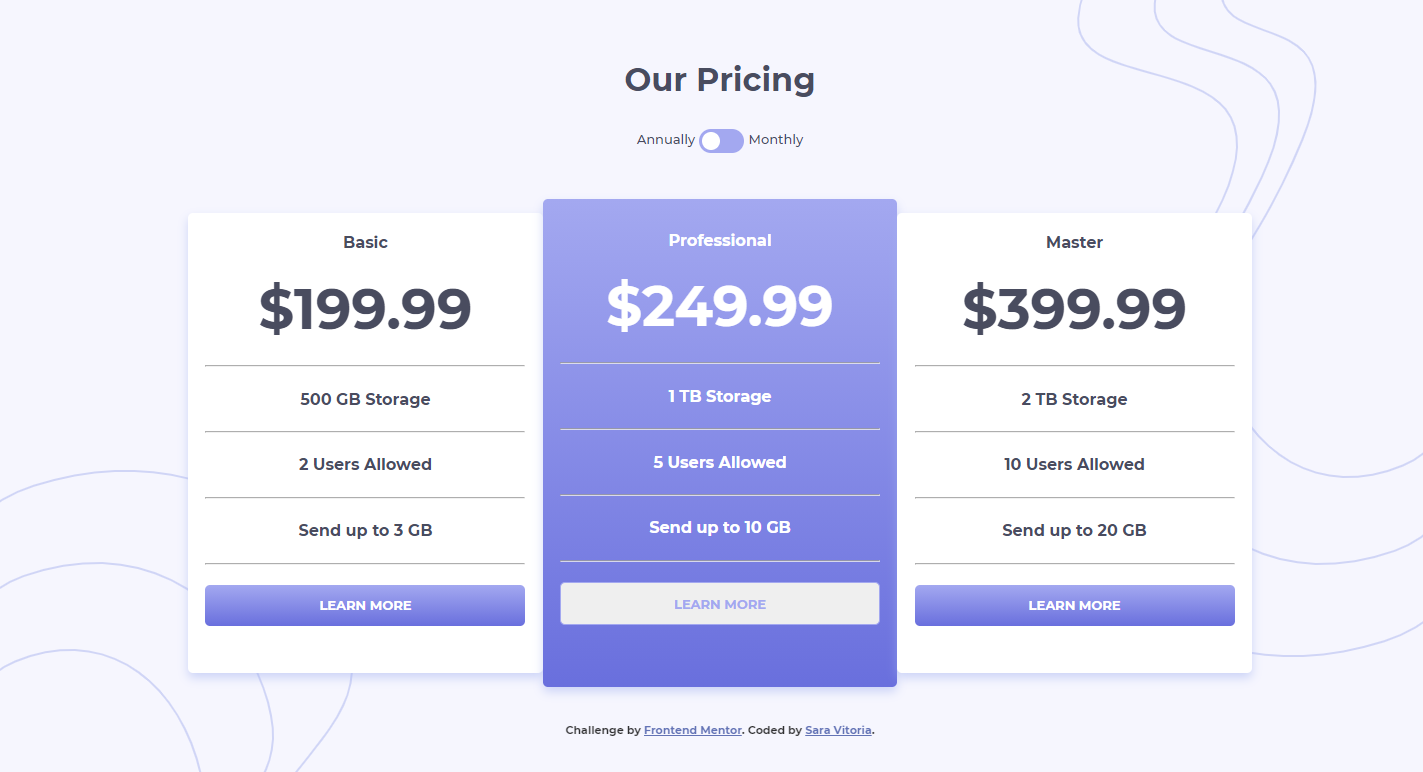 Our Pricing
Annually Monthly
Basic
$199.99
500 GB Storage
2 Users Allowed
Send up to 3 GB
LEARN MORE
Professional
$249.99
1 TB Storage
5 Users Allowed
Send up to 10 GB
LEARN MORE
Master
$399.99
2 TB Storage
10 Users Allowed
Send up to 20 GB
LEARN MORE
Challenge by Frontend Mentor. Coded by Sara Vitoria.